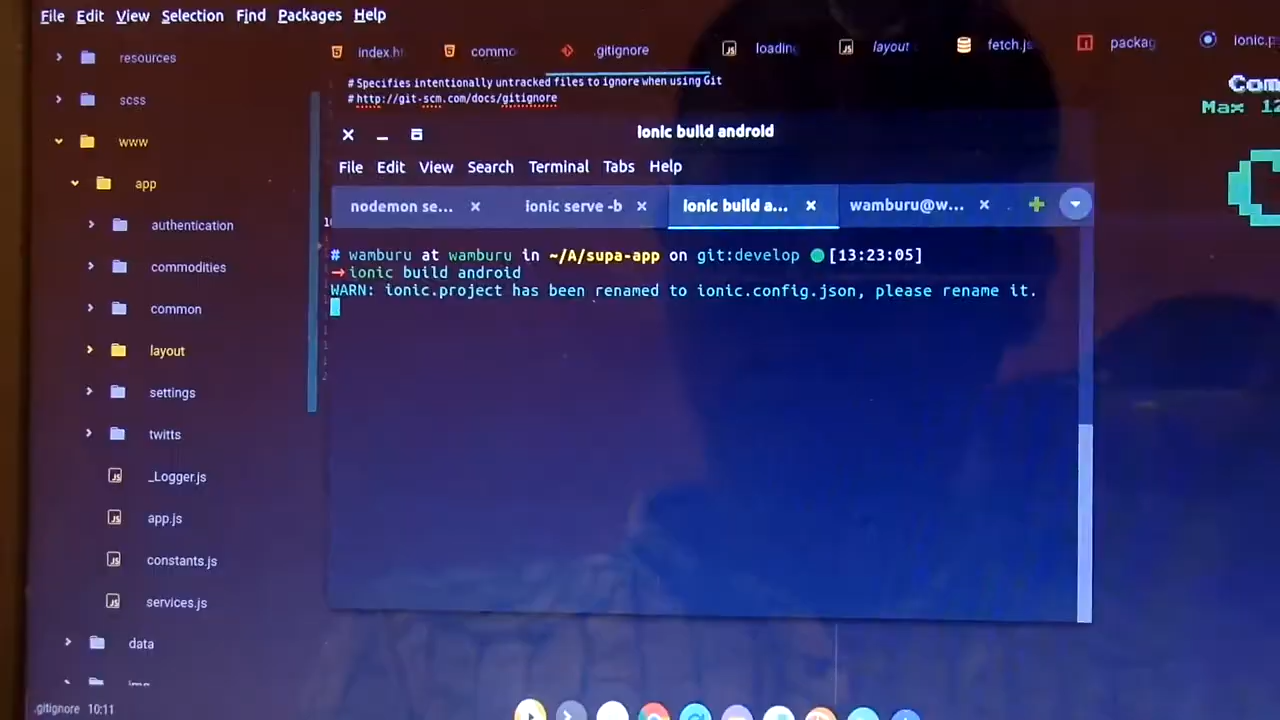 File Edit View Selection Find Packages Help
index.h
commo
.gitignore
loadin
layout
fetch.js
packag
ionic.p
resources
scss
www
app
authentication
commodities
common
layout
settings
twitts
_Logger.js
app.js
constants.js
services.js
data
img
.gitignore 10:11
# Specifies intentionally untracked files to ignore when using Git
# http://git-scm.com/docs/gitignore
Com
Max 12
ionic build android
File Edit View Search Terminal Tabs Help
nodemon se...
ionic serve -b
ionic build a...
wamburu@w...
# wamburu at wamburu in ~/A/supa-app on git:develop [13:23:05]
→ionic build android
WARN: ionic.project has been renamed to ionic.config.json, please rename it.